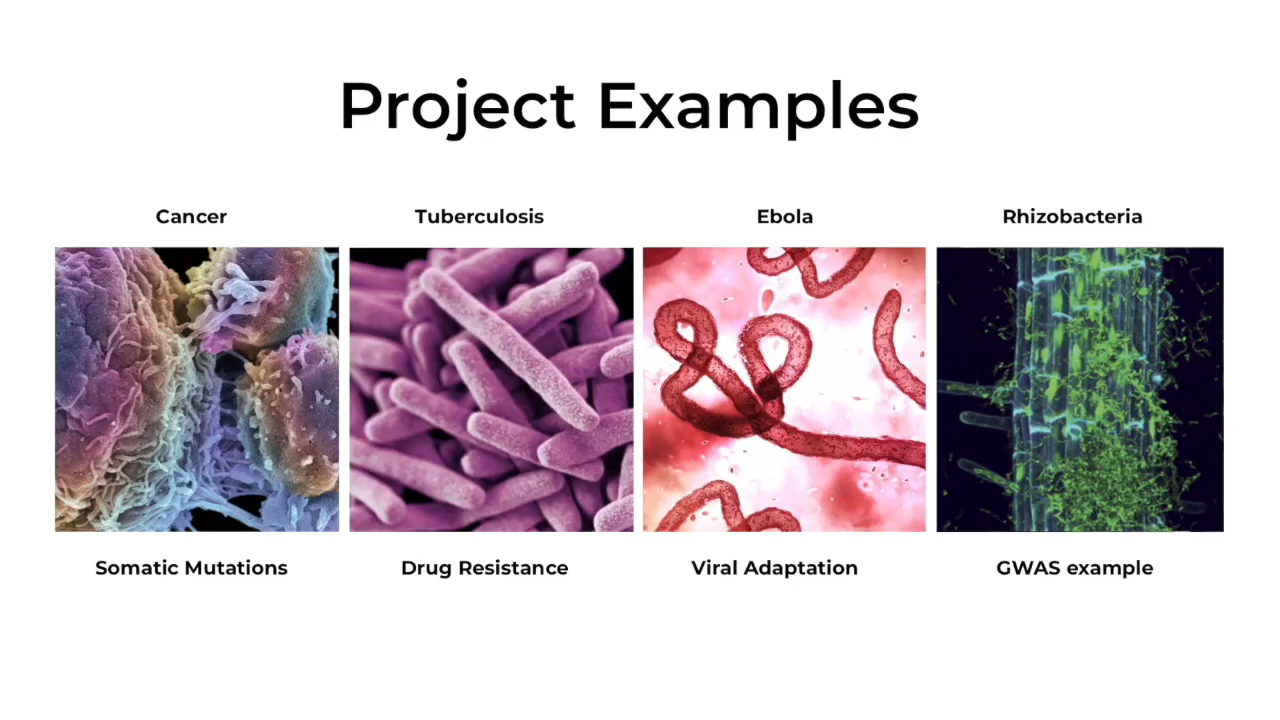 Project Examples
Cancer
Tuberculosis
Ebola
Rhizobacteria
Somatic Mutations
Drug Resistance
Viral Adaptation
GWAS example